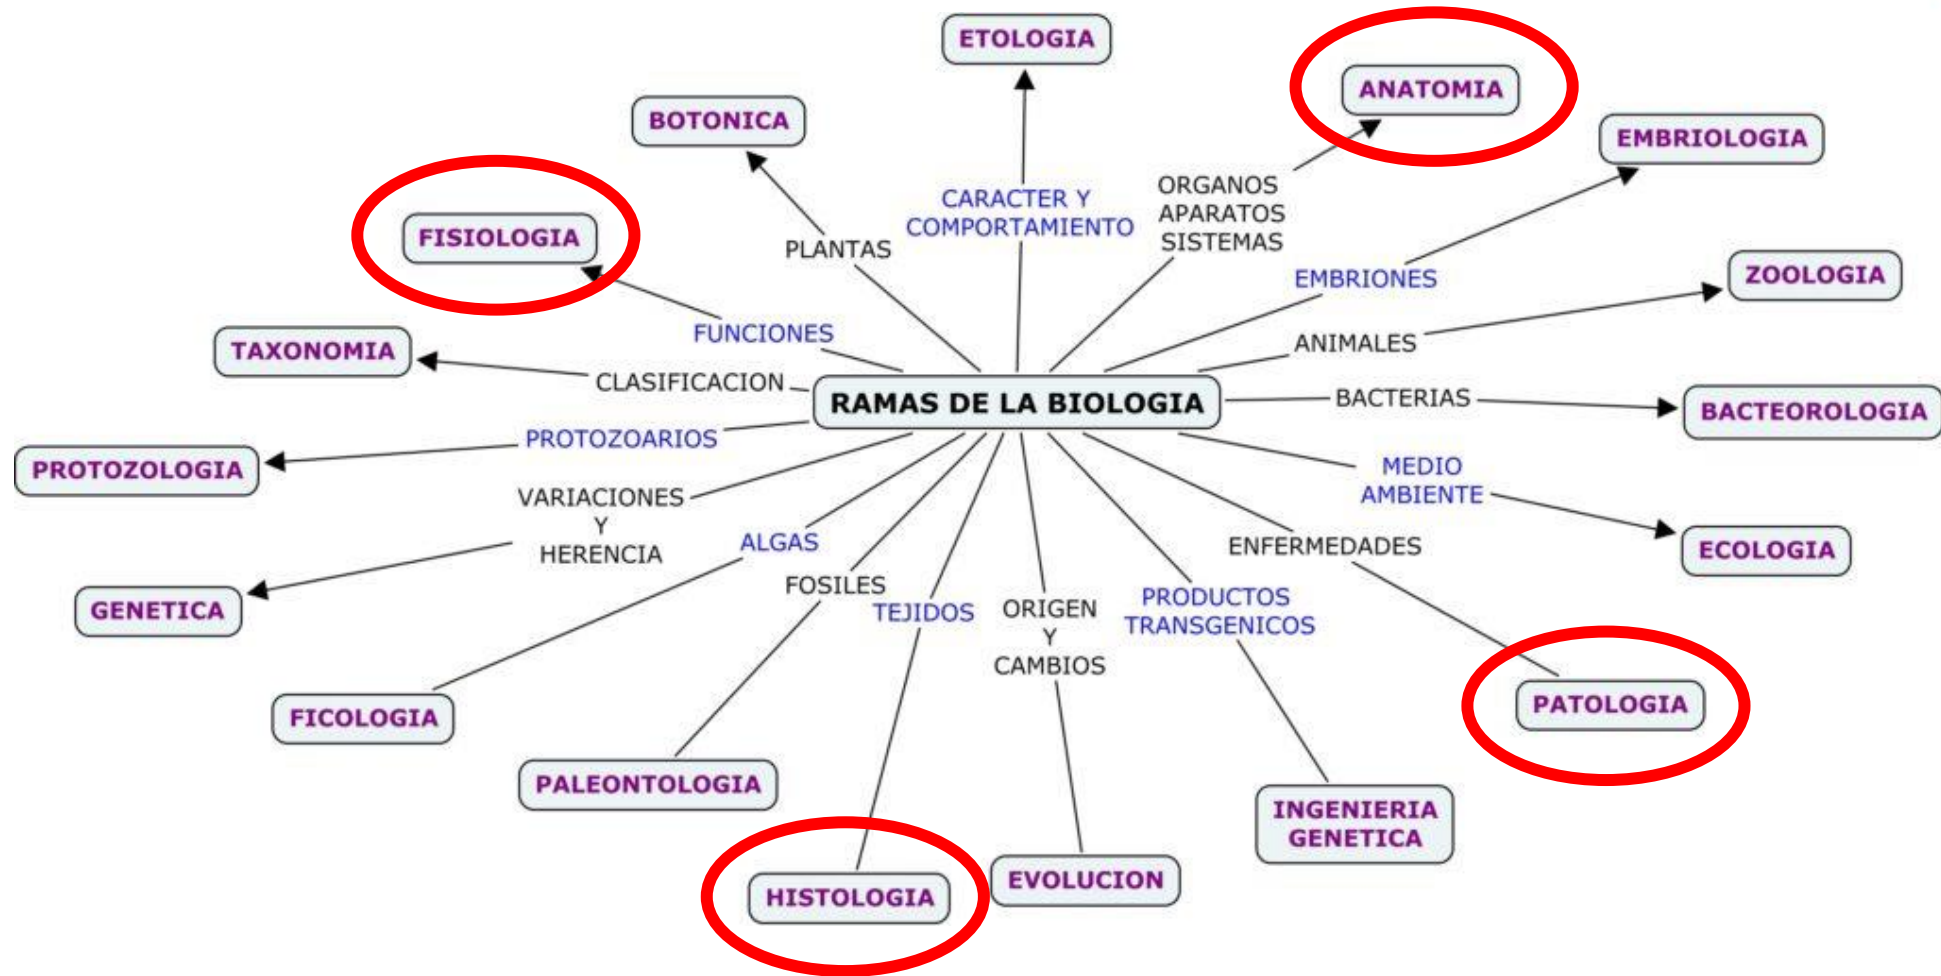 ETOLOGIA
ANATOMIA
BOTONICA
EMBRIOLOGIA
FISIOLOGIA
CARACTER Y
COMPORTAMIENTO
ORGANOS
APARATOS
SISTEMAS
PLANTAS
EMBRIONES
ZOOLOGIA
FUNCIONES
ANIMALES
TAXONOMIA
CLASIFICACION
RAMAS DE LA BIOLOGIA
BACTERIAS
BACTEOROLOGIA
PROTOZOARIOS
PROTOZOLOGIA
MEDIO
AMBIENTE
VARIACIONES
Y
HERENCIA
ALGAS
ENFERMEDADES
ECOLOGIA
GENETICA
FOSILES
TEJIDOS
ORIGEN
Y
CAMBIOS
PRODUCTOS
TRANSGENICOS
FICOLOGIA
PATOLOGIA
PALEONTOLOGIA
INGENIERIA
GENETICA
HISTOLOGIA
EVOLUCION